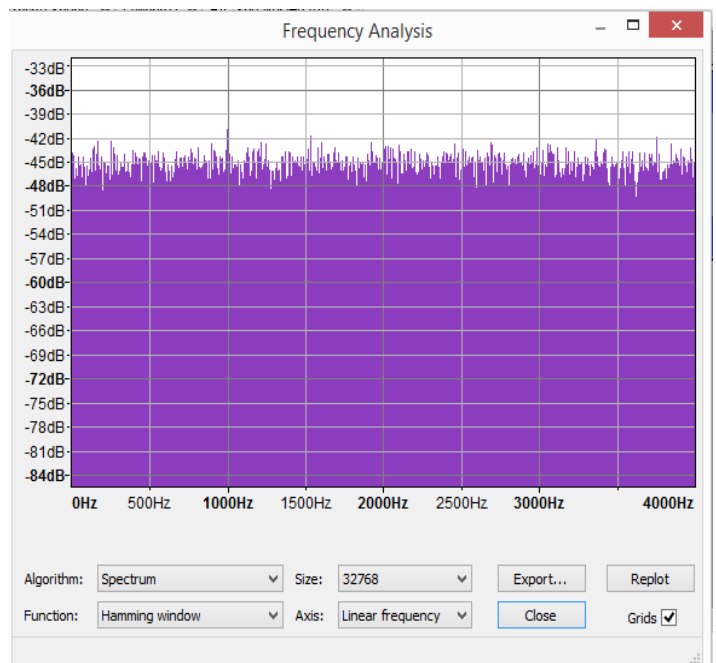 Frequency Analysis
-33dB
-36dB
-39dB
-42dB
-45dB
-48dB
-51dB
-54dB
-57dB
-60dB
-63dB
-66dB
-69dB
-72dB
-75dB
-78dB
-81dB
-84dB
0Hz 500Hz 1000Hz 1500Hz 2000Hz 2500Hz 3000Hz 4000Hz
Algorithm: Spectrum Size: 32768 Export... Replot
Function: Hamming window Axis: Linear frequency Close Grids